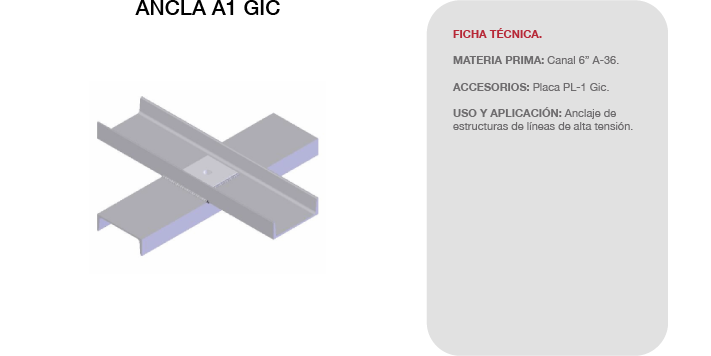 ANCLA A1 GIC
FICHA TÉCNICA.
MATERIA PRIMA: Canal 6” A-36.
ACCESORIOS: Placa PL-1 Gic.
USO Y APLICACIÓN: Anclaje de
estructuras de líneas de alta tensión.